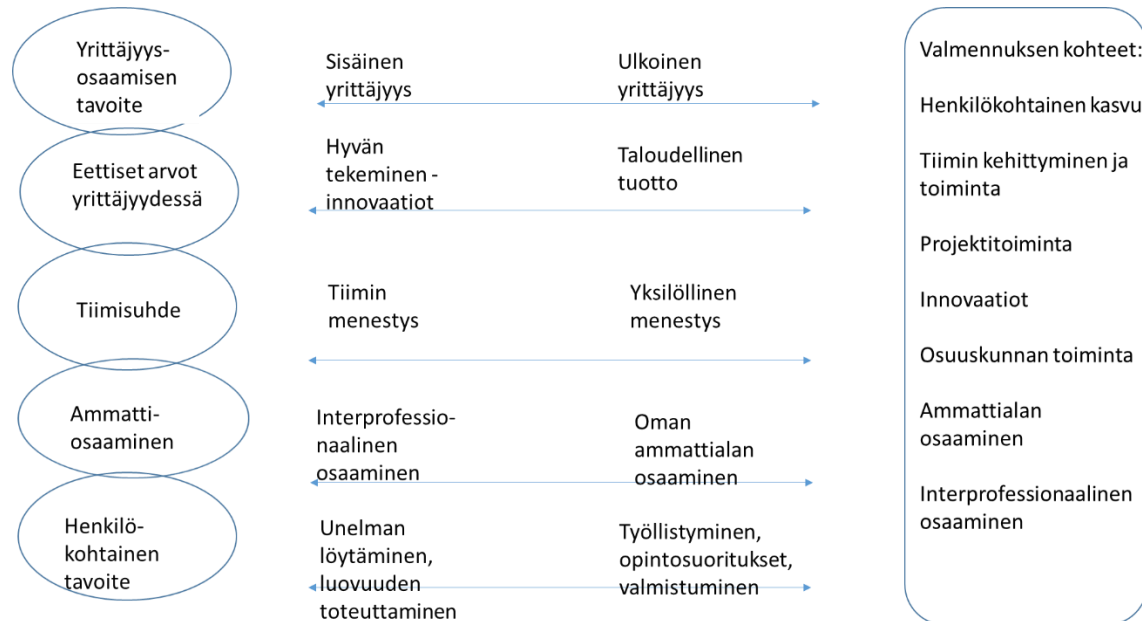 Yrittäjyys-
osaamisen
tavoite
Sisäinen
yrittäjyys
Ulkoinen
yrittäjyys
Eettiset arvot
yrittäjyydessä
Hyvän
tekeminen -
innovaatiot
Taloudellinen
tuotto
Tiimisuhde
Tiimin
menestys
Yksilöllinen
menestys
Ammatti-
osaaminen
Interprofessio-
naalinen
osaaminen
Oman
ammattialan
osaaminen
Henkilö-
kohtainen
tavoite
Unelman
löytäminen,
luovuuden
toteuttaminen
Työllistyminen,
opintosuoritukset,
valmistuminen
Valmennuksen kohteet:
Henkilökohtainen kasvu
Tiimin kehittyminen ja
toiminta
Projektitoiminta
Innovaatiot
Osuuskunnan toiminta
Ammattialan
osaaminen
Interprofessionaalinen
osaaminen